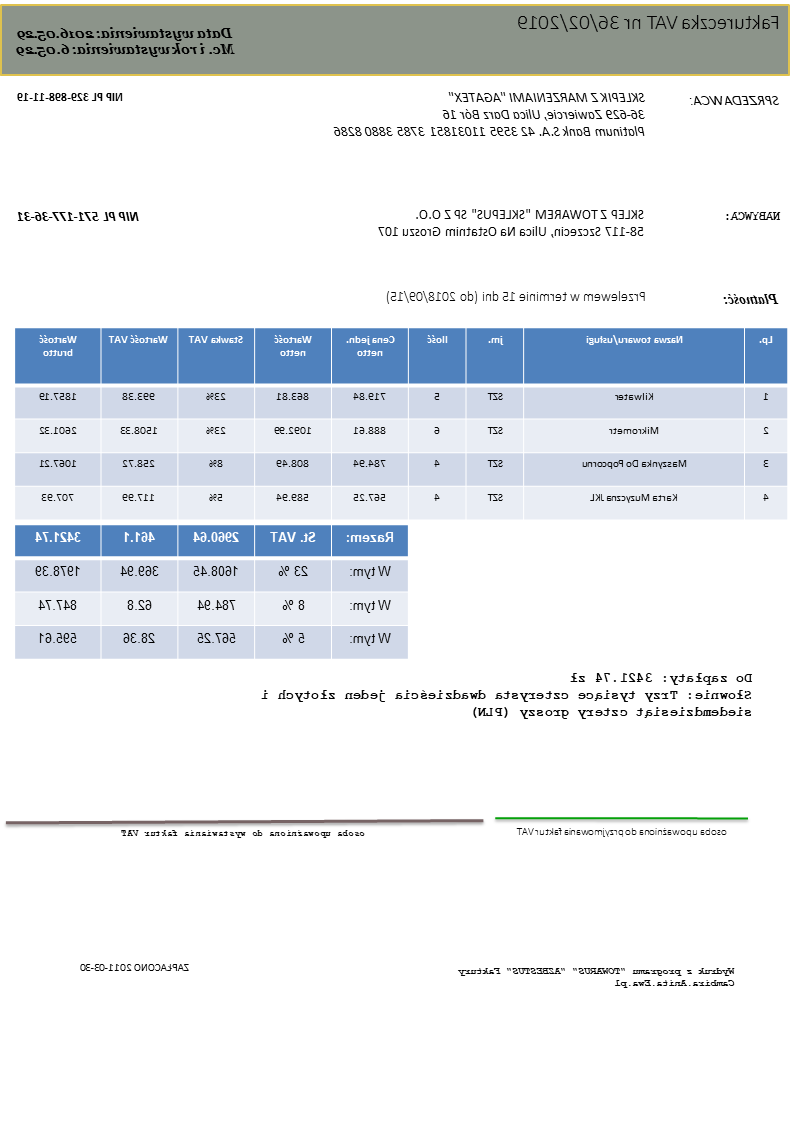 Faktureczka VAT nr 36/02/2019
Data wystawienia: 2016.05.29
Mc. i rok wystawienia: 6.05.29
SPRZEDAWCA:
SKLEPIK Z MARZENIAMI "AGATEX"
NIP PL 329-898-11-19
36-629 Zawiercie, Ulica Darz Bór 16
Platinum Bank S.A. 42 3595 11031851 3785 3880 8286
NABYWCA:
SKLEP Z TOWAREM "SKLEPUS" SP Z O.O.
NIP PL 571-177-36-31
58-117 Szczecin, Ulica Na Ostatnim Groszu 107
Płatność:
Przelewem w terminie 15 dni (do 2018/09/15)
Lp. Nazwa towaru/usługi jm. Ilość Cena jedn. netto Wartość netto Stawka VAT Wartość VAT Wartość brutto
1 Kilwater SZT 5 719.84 863.81 23% 993.38 1857.19
2 Mikrometr SZT 6 888.61 1092.99 23% 1508.33 2601.32
3 Maszynka Do Popcornu SZT 4 784.94 808.49 8% 258.72 1067.21
4 Karta Muzyczna JKL SZT 4 567.25 589.94 5% 117.99 707.93
Razem: St. VAT 2960.64 461.1 3421.74
W tym: 23 % 1608.45 369.94 1978.39
W tym: 8 % 784.94 62.8 847.74
W tym: 5 % 567.25 28.36 595.61
Do zapłaty: 3421.74 zł
Słownie: Trzy tysiące czterysta dwadzieścia jeden złotych i
siedemdziesiąt cztery groszy (PLN)
osoba upoważniona do przyjmowania faktur VAT
osoba upoważniona do wystawiania faktur VAT
Wydruk z programu "TOWARUS" "AZBESTUS" Faktury
Cambira.Anita.Ewa.pl
ZAPŁACONO 2011-03-30